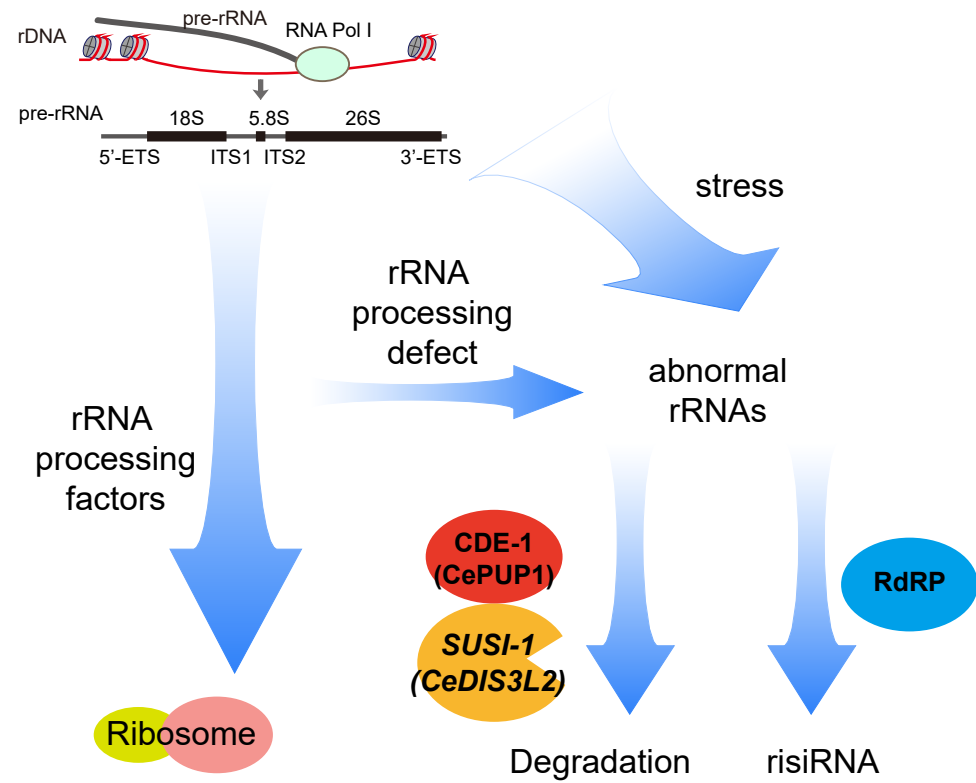 pre-rRNA
rDNA
RNA Pol I
pre-rRNA
18S
5.8S
26S
5’-ETS
ITS1
ITS2
3’-ETS
stress
rRNA
processing
defect
abnormal
rRNAs
rRNA
processing
factors
CDE-1
(CePUP1)
SUSI-1
(CeDIS3L2)
RdRP
Ribosome
Degradation
risiRNA